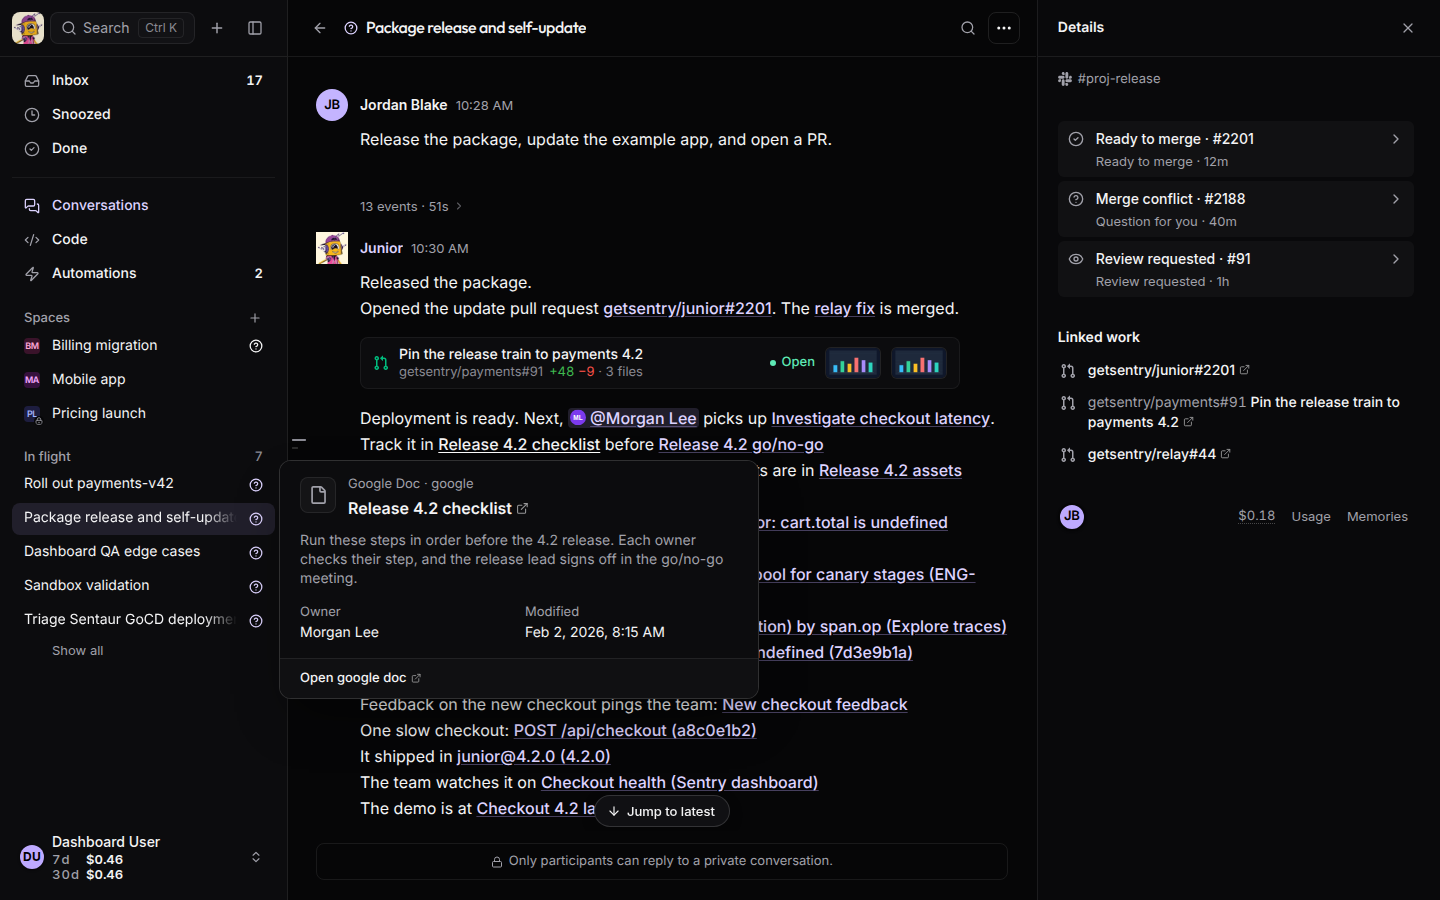 Search Ctrl K
Inbox 17
Snoozed
Done
Conversations
Code
Automations 2
Spaces
BM Billing migration
MA Mobile app
PL Pricing launch
In flight 7
Roll out payments-v42
Package release and self-updat
Dashboard QA edge cases
Sandbox validation
Triage Sentaur GoCD deployme
Show all
DU Dashboard User
7d $0.46
30d $0.46
Package release and self-update
JB Jordan Blake 10:28 AM
Release the package, update the example app, and open a PR.
13 events · 51s
Junior 10:30 AM
Released the package.
Opened the update pull request getsentry/junior#2201. The relay fix is merged.
Pin the release train to payments 4.2
getsentry/payments#91 +48 −9 · 3 files
Open
Deployment is ready. Next, ML @Morgan Lee picks up Investigate checkout latency.
Track it in Release 4.2 checklist before Release 4.2 go/no-go
s are in Release 4.2 assets
or: cart.total is undefined
pool for canary stages (ENG-
tion) by span.op (Explore traces)
ndefined (7d3e9b1a)
Google Doc · google
Release 4.2 checklist
Run these steps in order before the 4.2 release. Each owner
checks their step, and the release lead signs off in the go/no-go
meeting.
Owner Modified
Morgan Lee Feb 2, 2026, 8:15 AM
Open google doc
Feedback on the new checkout pings the team: New checkout feedback
One slow checkout: POST /api/checkout (a8c0e1b2)
It shipped in junior@4.2.0 (4.2.0)
The team watches it on Checkout health (Sentry dashboard)
The demo is at Checkout 4.2 la
Jump to latest
Only participants can reply to a private conversation.
Details
#proj-release
Ready to merge · #2201
Ready to merge · 12m
Merge conflict · #2188
Question for you · 40m
Review requested · #91
Review requested · 1h
Linked work
getsentry/junior#2201
getsentry/payments#91 Pin the release train to
payments 4.2
getsentry/relay#44
JB $0.18 Usage Memories